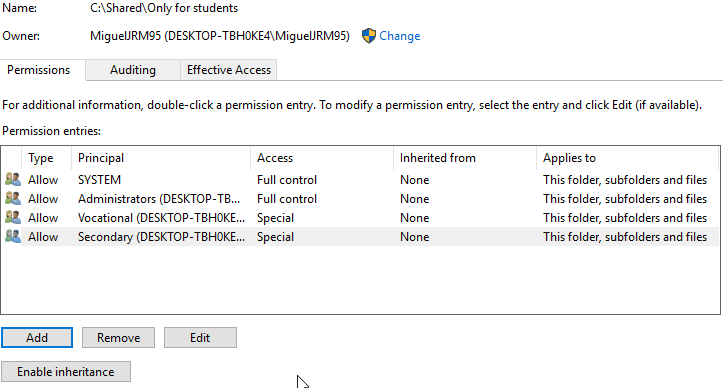 Name: C:\Shared\Only for students
Owner: MiguelJRM95 (DESKTOP-TBH0KE4\MiguelJRM95) Change
Permissions Auditing Effective Access
For additional information, double-click a permission entry. To modify a permission entry, select the entry and click Edit (if available).
Permission entries:
Type Principal Access Inherited from Applies to
Allow SYSTEM Full control None This folder, subfolders and files
Allow Administrators (DESKTOP-TB... Full control None This folder, subfolders and files
Allow Vocational (DESKTOP-TBH0KE... Special None This folder, subfolders and files
Allow Secondary (DESKTOP-TBH0KE... Special None This folder, subfolders and files
Add Remove Edit
Enable inheritance